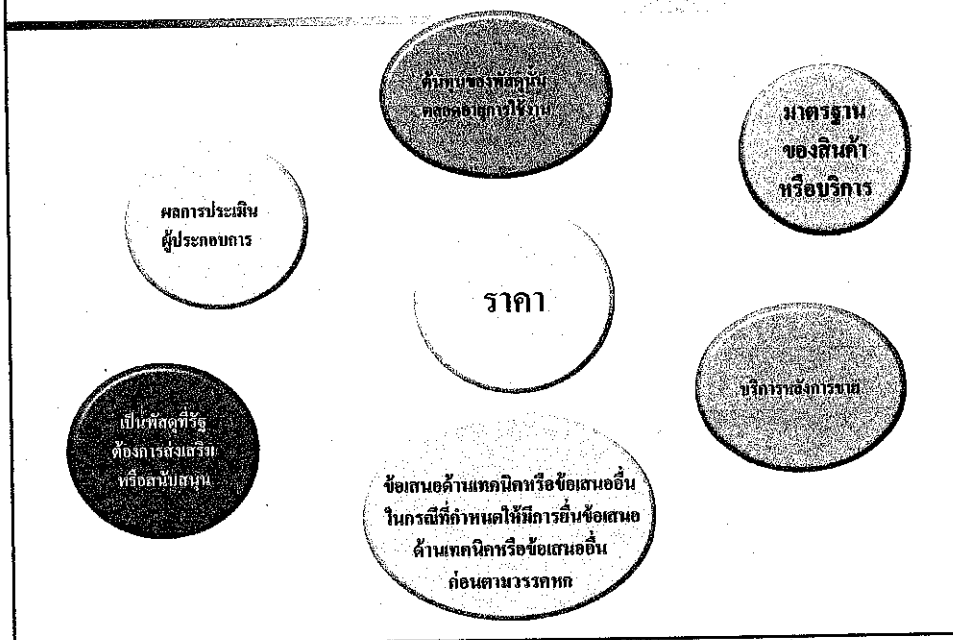 ต้นทุนของพัสดุนั้น
ตลอดอายุการใช้งาน
มาตรฐาน
ของสินค้า
หรือบริการ
ผลการประเมิน
ผู้ประกอบการ
ราคา
บริการหลังการขาย
เป็นพัสดุที่รัฐ
ต้องการส่งเสริม
หรือสนับสนุน
ข้อเสนอด้านเทคนิคหรือข้อเสนออื่น
ในกรณีที่กำหนดให้มีการยื่นข้อเสนอ
ด้านเทคนิคหรือข้อเสนออื่น
ก่อนตามวรรคหก